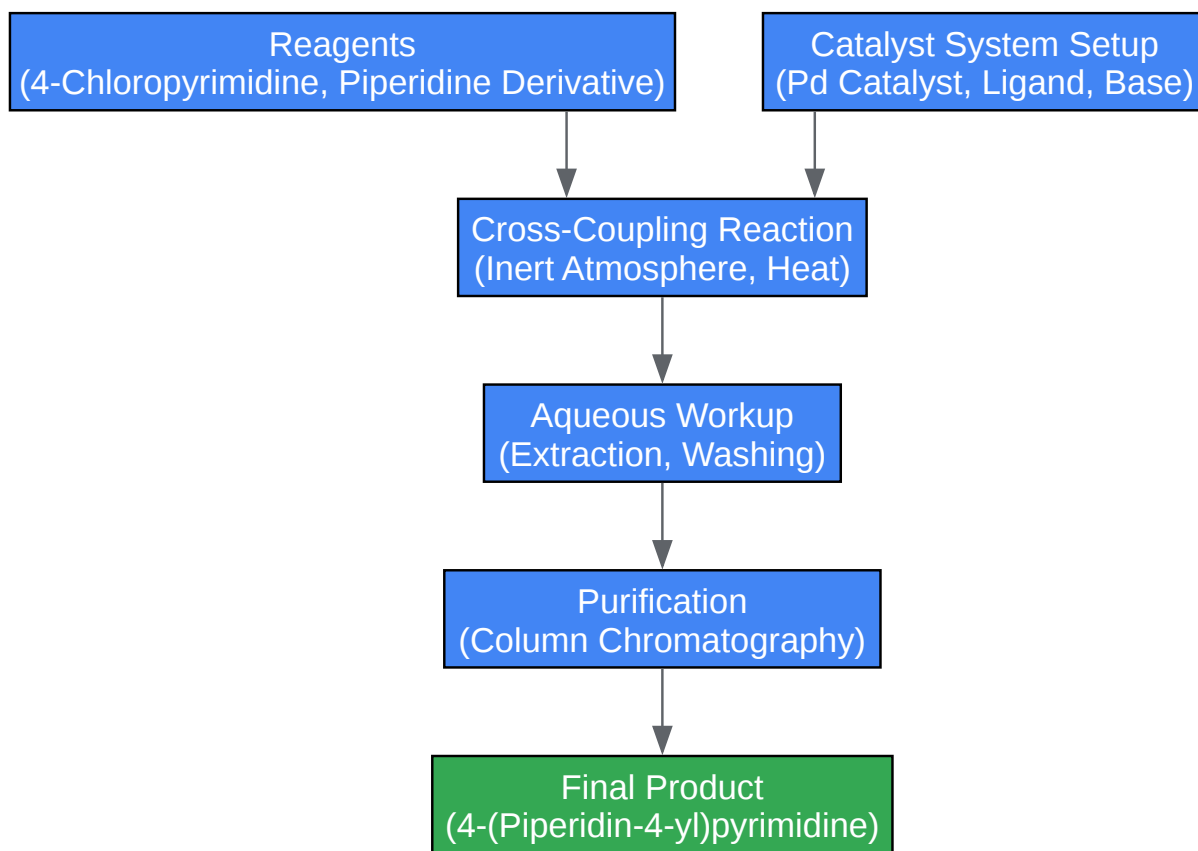 Reagents
(4-Chloropyrimidine, Piperidine Derivative)
Catalyst System Setup
(Pd Catalyst, Ligand, Base)
Cross-Coupling Reaction
(Inert Atmosphere, Heat)
Aqueous Workup
(Extraction, Washing)
Purification
(Column Chromatography)
Final Product
(4-(Piperidin-4-yl)pyrimidine)